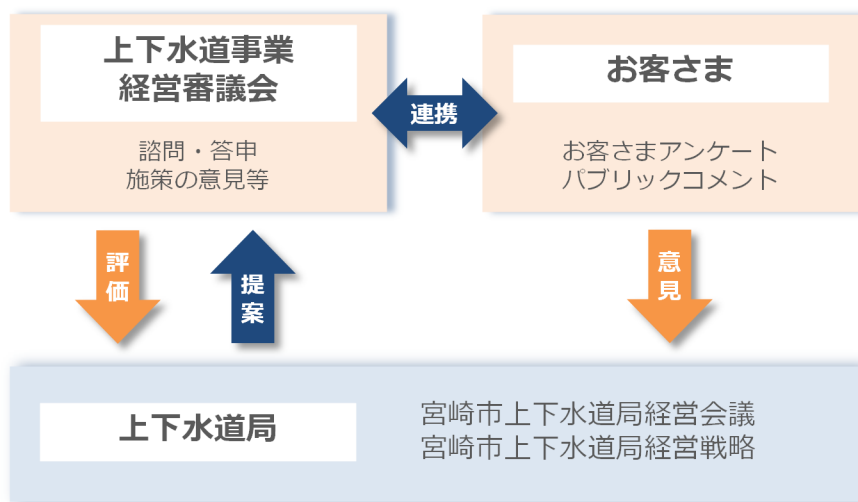 上下水道事業
経営審議会
諮問・答申
施策の意見等
連携
お客さま
お客さまアンケート
パブリックコメント
評価
提案
意見
上下水道局
宮崎市上下水道局経営会議
宮崎市上下水道局経営戦略